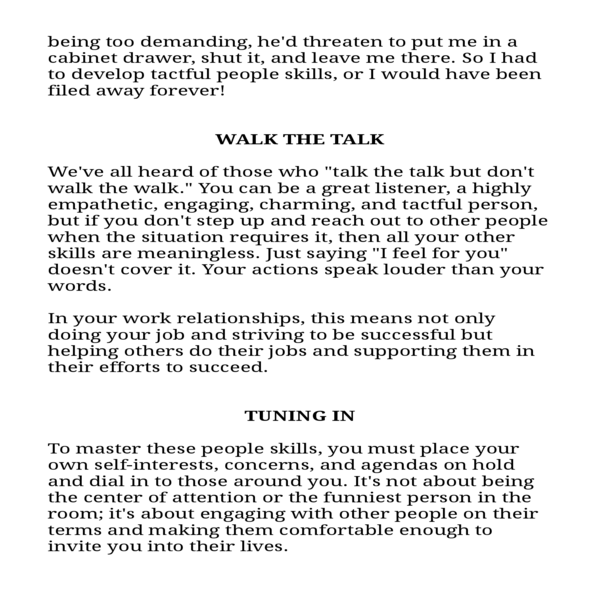 being too demanding, he'd threaten to put me in a
cabinet drawer, shut it, and leave me there. So I had
to develop tactful people skills, or I would have been
filed away forever!
WALK THE TALK
We've all heard of those who "talk the talk but don't
walk the walk." You can be a great listener, a highly
empathetic, engaging, charming, and tactful person,
but if you don't step up and reach out to other people
when the situation requires it, then all your other
skills are meaningless. Just saying "I feel for you"
doesn't cover it. Your actions speak louder than your
words.
In your work relationships, this means not only
doing your job and striving to be successful but
helping others do their jobs and supporting them in
their efforts to succeed.
TUNING IN
To master these people skills, you must place your
own self-interests, concerns, and agendas on hold
and dial in to those around you. It's not about being
the center of attention or the funniest person in the
room; it's about engaging with other people on their
terms and making them comfortable enough to
invite you into their lives.